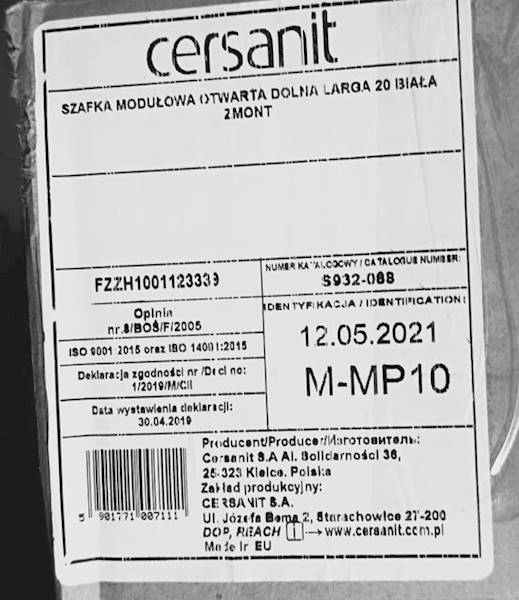 cersanit
SZAFKA MODUŁOWA OTWARTA DOLNA LARGA 20 BIAŁA
2MONT
FZZH1001123339
NUMER KATALOGOWY / CATALOGUE NUMBER:
S932-088
Opinia
nr.8/BOŚ/F/2005
IDENTYFIKACJA / IDENTIFICATION:
12.05.2021
M-MP10
ISO 9001:2015 oraz ISO 14001:2015
Deklaracja zgodności nr /Decl no:
1/2019/M/CII
Data wystawienia deklaracji:
30.04.2019
Producent/Producer/Изготовитель:
Cersanit S.A Al. Solidarności 36,
25-323 Kielce, Polska
Zakład produkcyjny:
CERSANIT S.A.
Ul. Józefa Bema 2, Starachowice 27-200
DOP, REACH → www.cersanit.com.pl
Made in EU
5 901771 007111